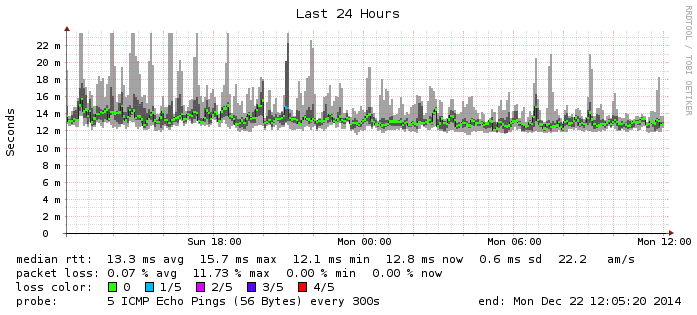 Last 24 Hours
RRDTOOL / TOBI OETIKER
Seconds
22 m
20 m
18 m
16 m
14 m
12 m
10 m
8 m
6 m
4 m
2 m
0
Sun 18:00 Mon 00:00 Mon 06:00 Mon 12:00
median rtt: 13.3 ms avg 15.7 ms max 12.1 ms min 12.8 ms now 0.6 ms sd 22.2 am/s
packet loss: 0.07 % avg 11.73 % max 0.00 % min 0.00 % now
loss color: 0 1/5 2/5 3/5 4/5
probe: 5 ICMP Echo Pings (56 Bytes) every 300s end: Mon Dec 22 12:05:20 2014